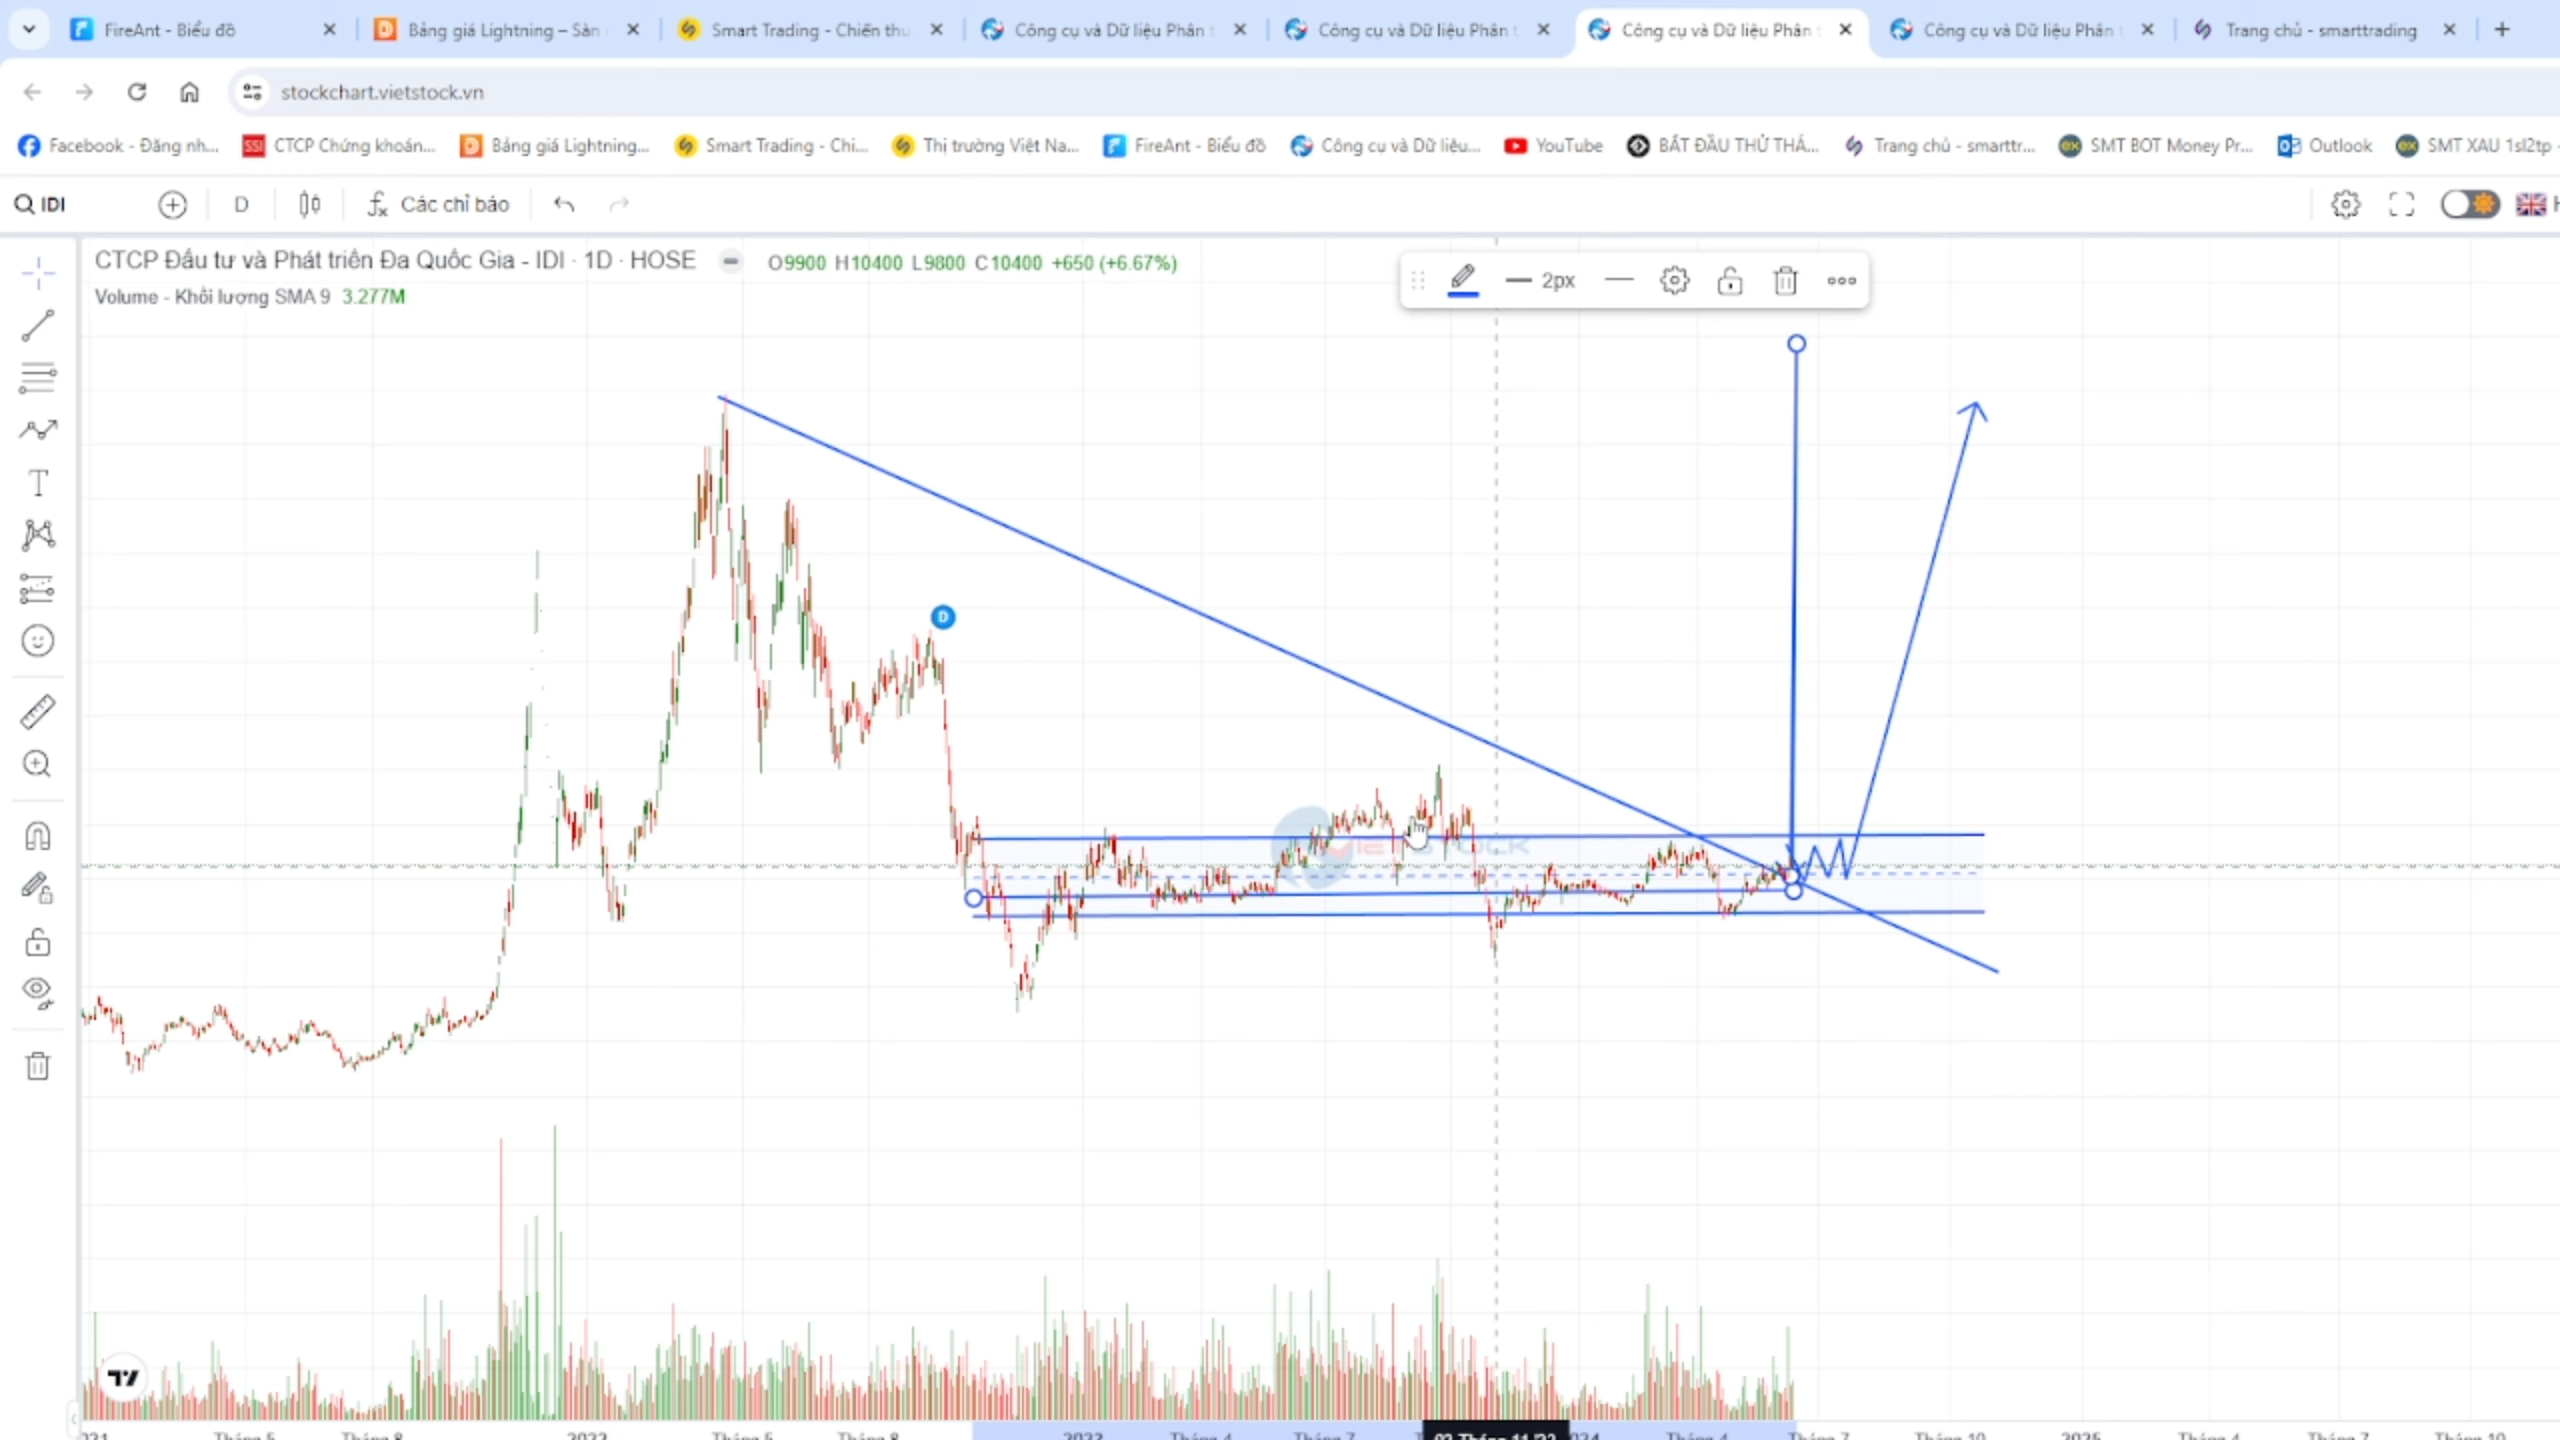 FireAnt - Biểu đồ
Bảng giá Lightning – Sàn
Smart Trading - Chiến thu
Công cụ và Dữ liệu Phân t
Công cụ và Dữ liệu Phân t
Công cụ và Dữ liệu Phân t
Công cụ và Dữ liệu Phân t
Trang chủ - smarttrading
stockchart.vietstock.vn
Facebook - Đăng nh...
SSI CTCP Chứng khoán...
Bảng giá Lightning...
Smart Trading - Chi...
Thị trường Việt Na...
FireAnt - Biểu đồ
Công cụ và Dữ liệu...
YouTube
BẮT ĐẦU THỬ THÁ...
Trang chủ - smarttr...
SMT BOT Money Pr...
Outlook
SMT XAU 1sl2tp -
IDI
D
Các chỉ báo
CTCP Đầu tư và Phát triển Đa Quốc Gia - IDI · 1D · HOSE O9900 H10400 L9800 C10400 +650 (+6.67%)
2px
Volume - Khối lượng SMA 9 3.277M
D
Tháng 5 Tháng 8 2022 Tháng 5 Tháng 8 2023 Tháng 4 Tháng 7 Tháng 4 Tháng 7 Tháng 10 2025 Tháng 4 Tháng 7 Tháng 10